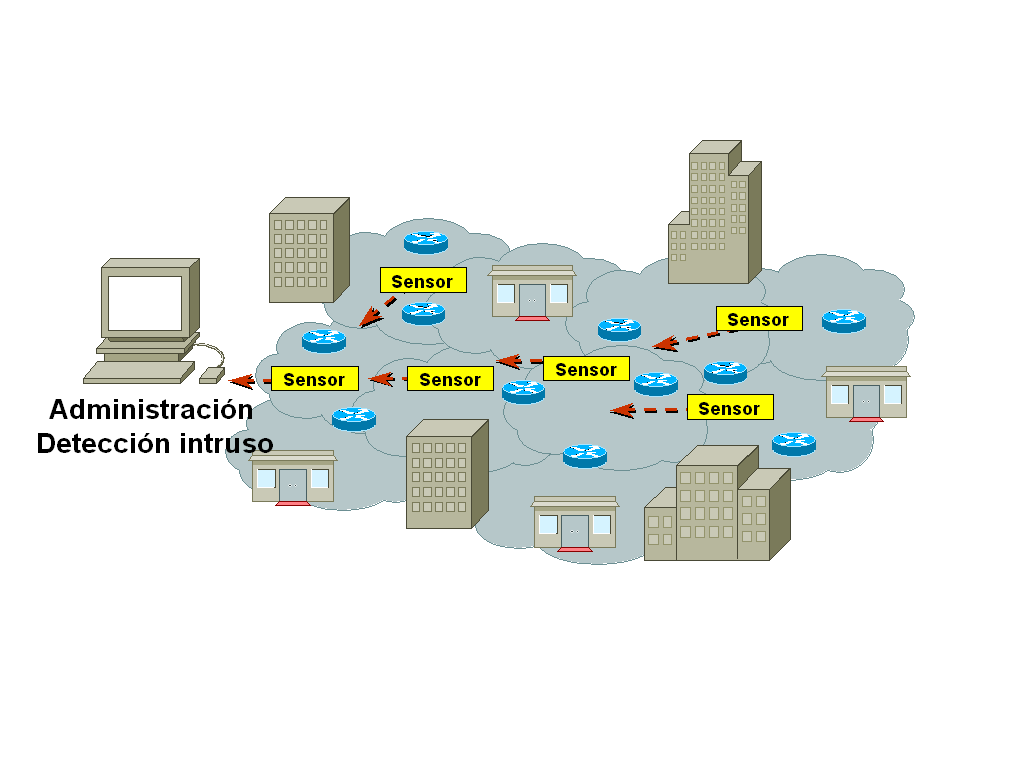 Sensor
Sensor
Sensor
Sensor
Sensor
Sensor
Administración
Detección intruso